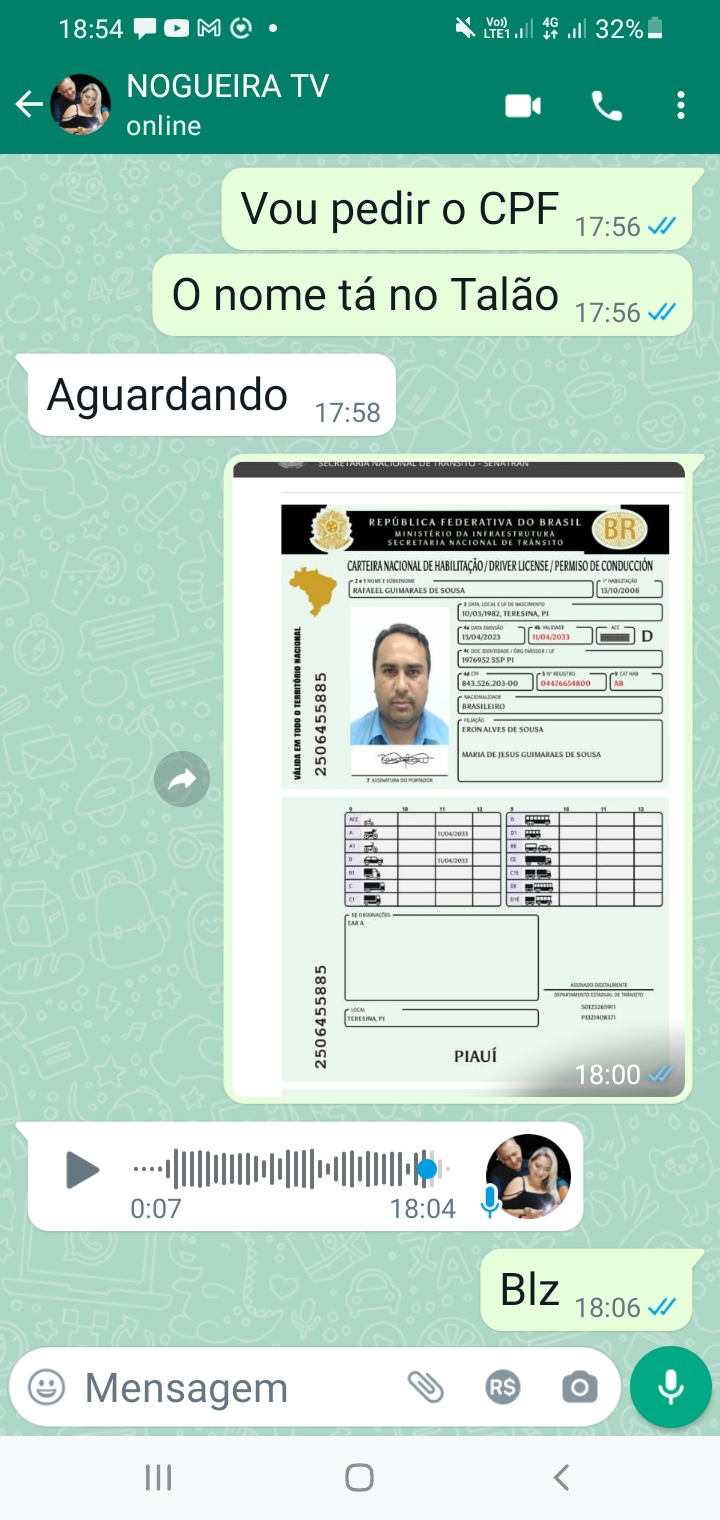 18:54
Vo)) LTE1 4G 32%
NOGUEIRA TV
online
Vou pedir o CPF 17:56
O nome tá no Talão 17:56
Aguardando 17:58
SECRETARIA NACIONAL DE TRÂNSITO - SENATRAN
REPÚBLICA FEDERATIVA DO BRASIL
MINISTÉRIO DA INFRAESTRUTURA
SECRETARIA NACIONAL DE TRÂNSITO
BR
CARTEIRA NACIONAL DE HABILITAÇÃO / DRIVER LICENSE / PERMISO DE CONDUCCIÓN
2 e 1 NOME E SOBRENOME
RAFAEEL GUIMARAES DE SOUSA
1ª HABILITAÇÃO
13/10/2008
3 DATA, LOCAL E UF DE NASCIMENTO
10/03/1982, TERESINA, PI
4a DATA EMISSÃO
13/04/2023
4b VALIDADE
11/04/2033
ACC
D
4c DOC IDENTIDADE / ÓRG EMISSOR / UF
1976952 SSP PI
4d CPF
843.526.203-00
5 Nº REGISTRO
04476654800
9 CAT HAB
AB
NACIONALIDADE
BRASILEIRO
FILIAÇÃO
ERON ALVES DE SOUSA
MARIA DE JESUS GUIMARAES DE SOUSA
VÁLIDA EM TODO O TERRITÓRIO NACIONAL
2506455885
7 ASSINATURA DO PORTADOR
9 10 11 12 9 10 11 12
ACC D
A 11/04/2033 D1
A1 BE
B 11/04/2033 CE
B1 C1E
C DE
C1 D1E
12 OBSERVAÇÕES
EAR A
2506455885
ASSINADO DIGITALMENTE
DEPARTAMENTO ESTADUAL DE TRÂNSITO
LOCAL
TERESINA, PI
PIAUÍ
18:00
0:07 18:04
Blz 18:06
Mensagem
R$